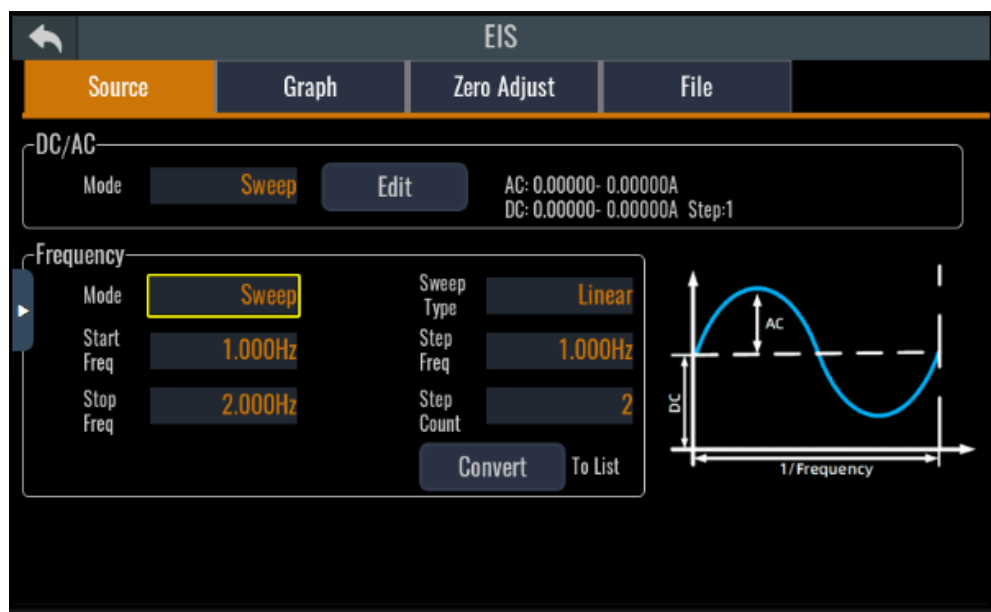 EIS
Source Graph Zero Adjust File
DC/AC
Mode Sweep Edit
AC: 0.00000- 0.00000A
DC: 0.00000- 0.00000A Step:1
Frequency
Mode Sweep
Sweep Type Linear
Start Freq 1.000Hz
Step Freq 1.000Hz
Stop Freq 2.000Hz
Step Count 2
Convert To List
AC
DC
1/Frequency